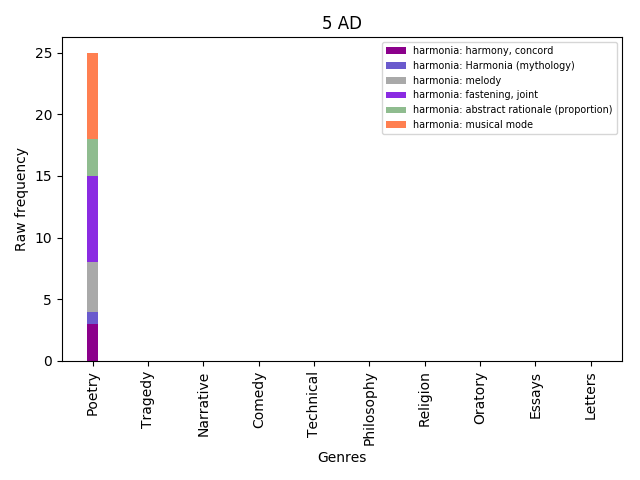 5 AD
harmonia: harmony, concord
harmonia: Harmonia (mythology)
harmonia: melody
harmonia: fastening, joint
harmonia: abstract rationale (proportion)
harmonia: musical mode
Raw frequency
25
20
15
10
5
0
Poetry
Tragedy
Narrative
Comedy
Technical
Philosophy
Religion
Oratory
Essays
Letters
Genres